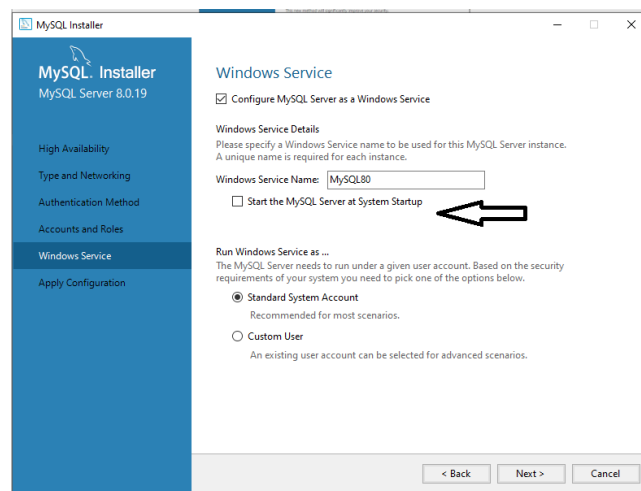 MySQL Installer
MySQL. Installer
MySQL Server 8.0.19
High Availability
Type and Networking
Authentication Method
Accounts and Roles
Windows Service
Apply Configuration
Windows Service
Configure MySQL Server as a Windows Service
Windows Service Details
Please specify a Windows Service name to be used for this MySQL Server instance.
A unique name is required for each instance.
Windows Service Name: MySQL80
Start the MySQL Server at System Startup
Run Windows Service as ...
The MySQL Server needs to run under a given user account. Based on the security
requirements of your system you need to pick one of the options below.
Standard System Account
Recommended for most scenarios.
Custom User
An existing user account can be selected for advanced scenarios.
< Back
Next >
Cancel